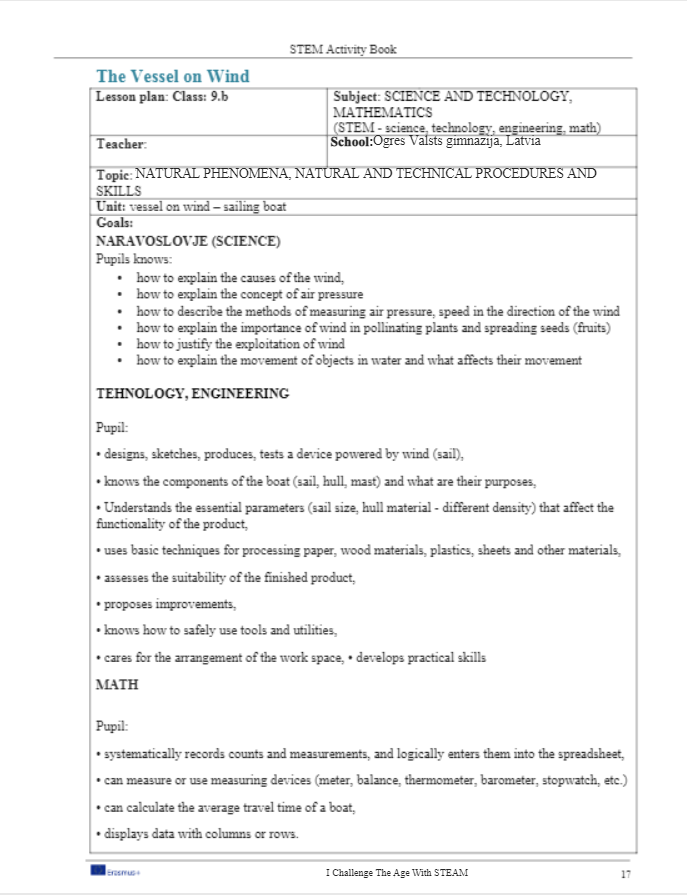 STEM Activity Book
The Vessel on Wind
Lesson plan: Class: 9.b
Subject: SCIENCE AND TECHNOLOGY,
MATHEMATICS
(STEM - science, technology, engineering, math)
Teacher:
School:Ogres Valsts gimnazija, Latvia
Topic: NATURAL PHENOMENA, NATURAL AND TECHNICAL PROCEDURES AND
SKILLS
Unit: vessel on wind – sailing boat
Goals:
NARAVOSLOVJE (SCIENCE)
Pupils knows:
• how to explain the causes of the wind,
• how to explain the concept of air pressure
• how to describe the methods of measuring air pressure, speed in the direction of the wind
• how to explain the importance of wind in pollinating plants and spreading seeds (fruits)
• how to justify the exploitation of wind
• how to explain the movement of objects in water and what affects their movement
TEHNOLOGY, ENGINEERING
Pupil:
• designs, sketches, produces, tests a device powered by wind (sail),
• knows the components of the boat (sail, hull, mast) and what are their purposes,
• Understands the essential parameters (sail size, hull material - different density) that affect the
functionality of the product,
• uses basic techniques for processing paper, wood materials, plastics, sheets and other materials,
• assesses the suitability of the finished product,
• proposes improvements,
• knows how to safely use tools and utilities,
• cares for the arrangement of the work space, • develops practical skills
MATH
Pupil:
• systematically records counts and measurements, and logically enters them into the spreadsheet,
• can measure or use measuring devices (meter, balance, thermometer, barometer, stopwatch, etc.)
• can calculate the average travel time of a boat,
• displays data with columns or rows.
Erasmus+
I Challenge The Age With STEAM
17